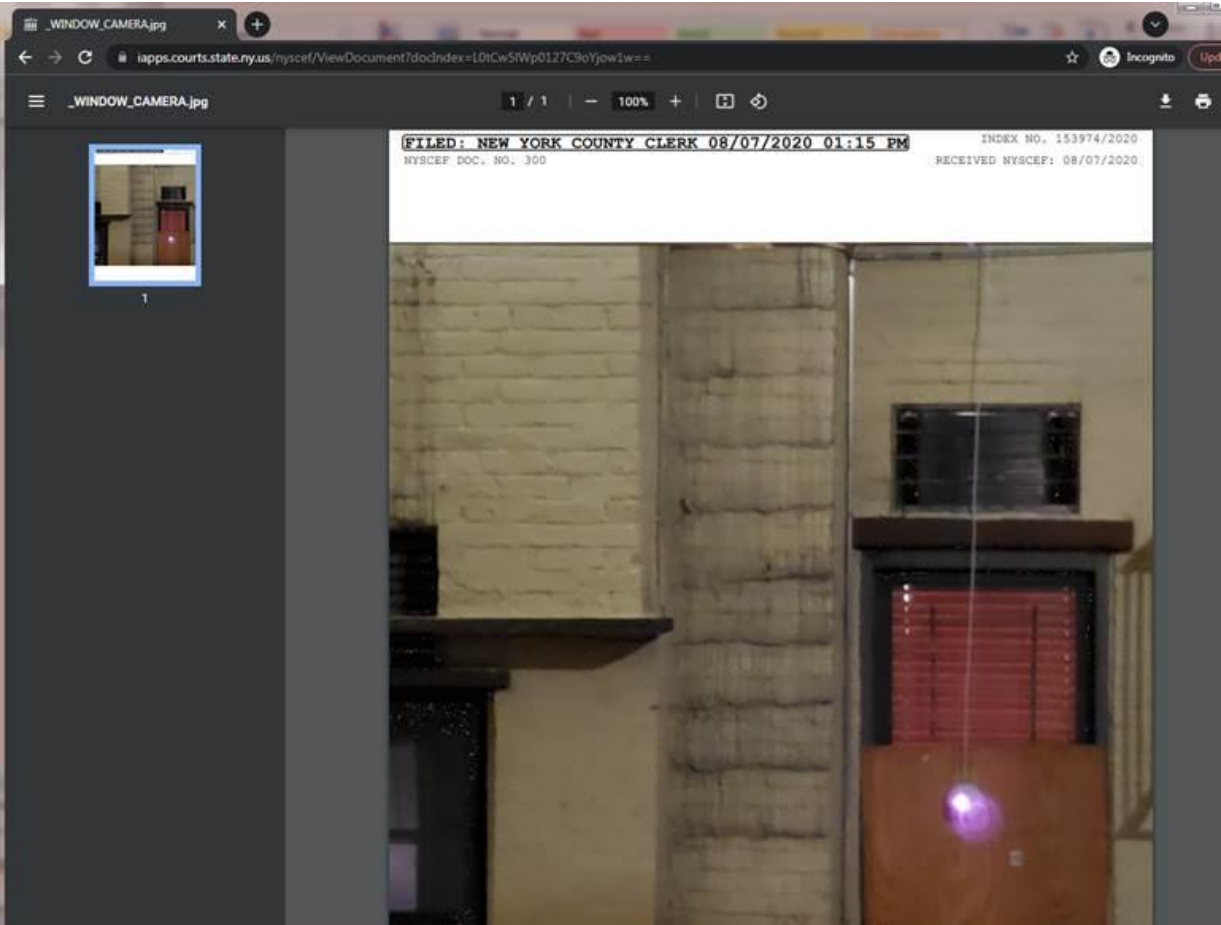 _WINDOW_CAMERA.jpg
iapps.courts.state.ny.us/nyscef/ViewDocument?docIndex=L0tCwSIWp0127C9oYjow1w==
Incognito
Upd
_WINDOW_CAMERA.jpg
1 / 1
100%
FILED: NEW YORK COUNTY CLERK 08/07/2020 01:15 PM
INDEX NO. 153974/2020
NYSCEF DOC. NO. 300
RECEIVED NYSCEF: 08/07/2020
1